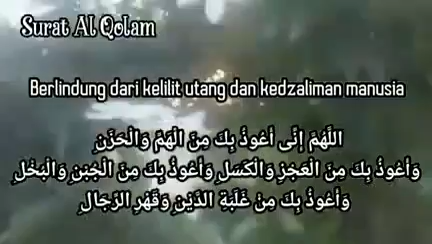 Surat Al Qolam
Berlindung dari kelilit utang dan kedzaliman manusia
اللَّهُمَّ إِنِّى أَعُوذُ بِكَ مِنَ الْهَمِّ وَالْحَزَنِ
وَأَعُوذُ بِكَ مِنَ الْعَجْزِ وَالْكَسَلِ وَأَعُوذُ بِكَ مِنَ الْجُبْنِ وَالْبُخْلِ
وَأَعُوذُ بِكَ مِنْ غَلَبَةِ الدَّيْنِ وَقَهْرِ الرِّجَالِ